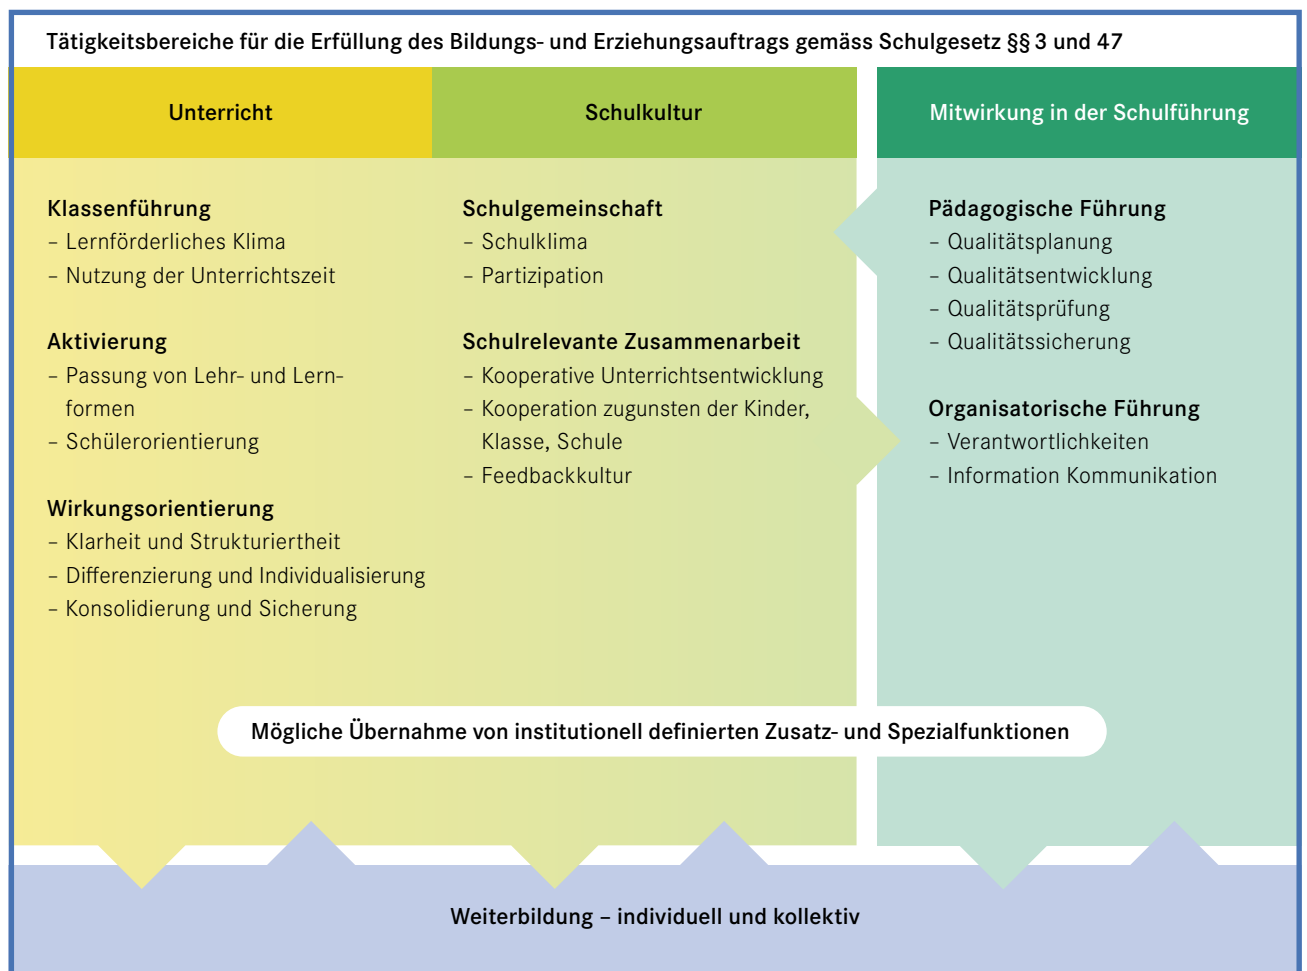 Tätigkeitsbereiche für die Erfüllung des Bildungs- und Erziehungsauftrags gemäss Schulgesetz §§ 3 und 47
Unterricht
Klassenführung
– Lernförderliches Klima
– Nutzung der Unterrichtszeit
Aktivierung
– Passung von Lehr- und Lern-
formen
– Schülerorientierung
Wirkungsorientierung
– Klarheit und Strukturiertheit
– Differenzierung und Individualisierung
– Konsolidierung und Sicherung
Schulkultur
Schulgemeinschaft
– Schulklima
– Partizipation
Schulrelevante Zusammenarbeit
– Kooperative Unterrichtsentwicklung
– Kooperation zugunsten der Kinder,
Klasse, Schule
– Feedbackkultur
Mitwirkung in der Schulführung
Pädagogische Führung
– Qualitätsplanung
– Qualitätsentwicklung
– Qualitätsprüfung
– Qualitätssicherung
Organisatorische Führung
– Verantwortlichkeiten
– Information Kommunikation
Mögliche Übernahme von institutionell definierten Zusatz- und Spezialfunktionen
Weiterbildung – individuell und kollektiv